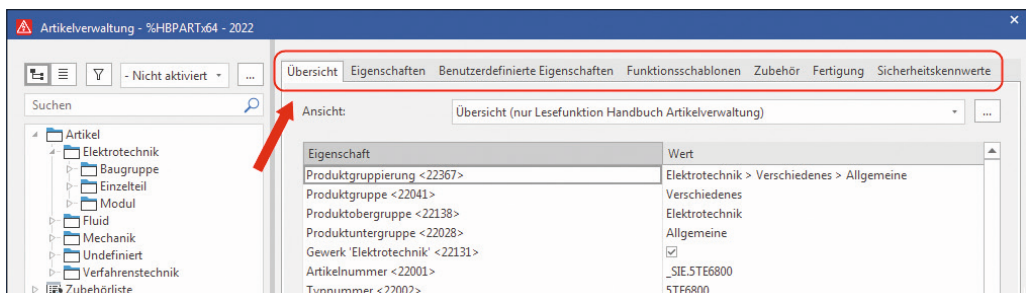 Artikelverwaltung - %HBPARTx64 - 2022
- Nicht aktiviert - ...
Suchen
Artikel
Elektrotechnik
Baugruppe
Einzelteil
Modul
Fluid
Mechanik
Undefiniert
Verfahrenstechnik
Zubehörliste
Übersicht Eigenschaften Benutzerdefinierte Eigenschaften Funktionsschablonen Zubehör Fertigung Sicherheitskennwerte
Ansicht: Übersicht (nur Lesefunktion Handbuch Artikelverwaltung) ...
Eigenschaft Wert
Produktgruppierung <22367> Elektrotechnik > Verschiedenes > Allgemeine
Produktgruppe <22041> Verschiedenes
Produktobergruppe <22138> Elektrotechnik
Produktuntergruppe <22028> Allgemeine
Gewerk 'Elektrotechnik' <22131>
Artikelnummer <22001> _SIE.5TE6800
Typnummer <22002> 5TE6800